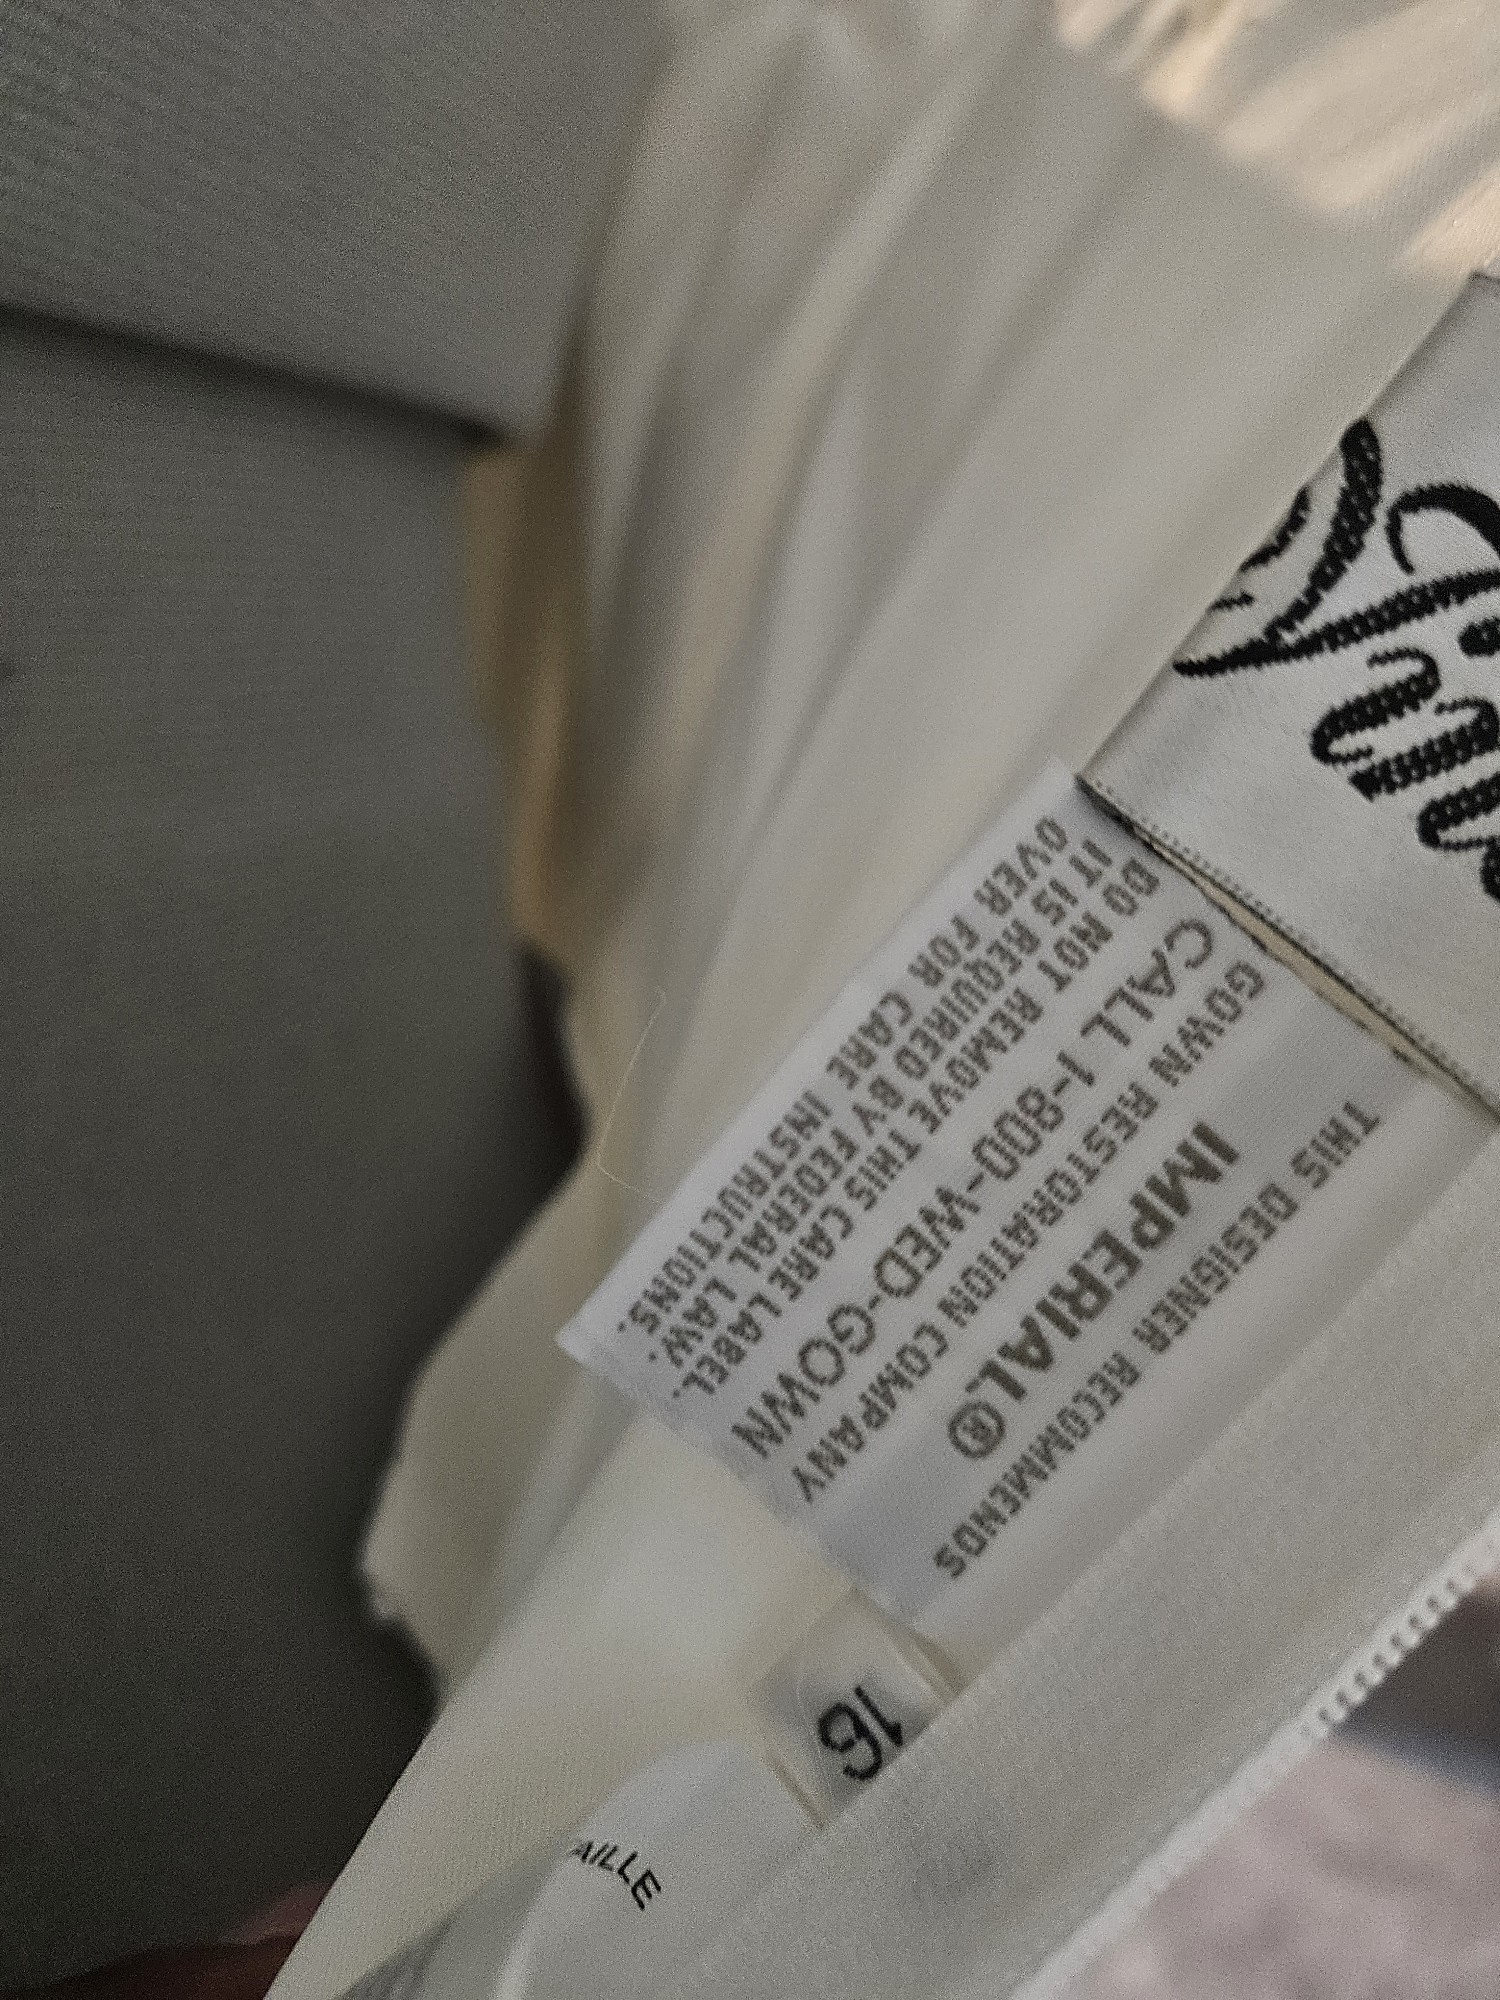 THIS DESIGNER RECOMMENDS
IMPERIAL®
GOWN RESTORATION COMPANY
CALL 1-800-WED-GOWN
DO NOT REMOVE THIS CARE LABEL.
IT IS REQUIRED BY FEDERAL LAW.
OVER FOR CARE INSTRUCTIONS.
16
AILLE